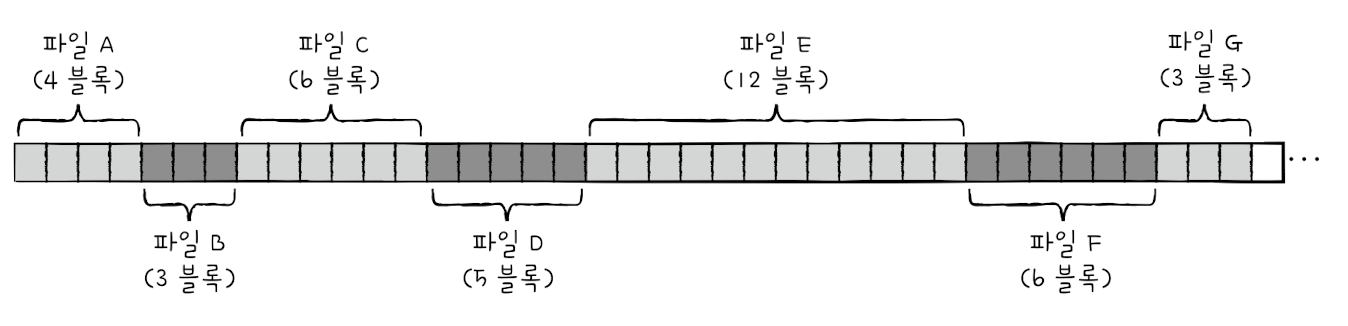 파일 A
(4 블록)
파일 C
(6 블록)
파일 E
(12 블록)
파일 G
(3 블록)
...
파일 B
(3 블록)
파일 D
(5 블록)
파일 F
(6 블록)